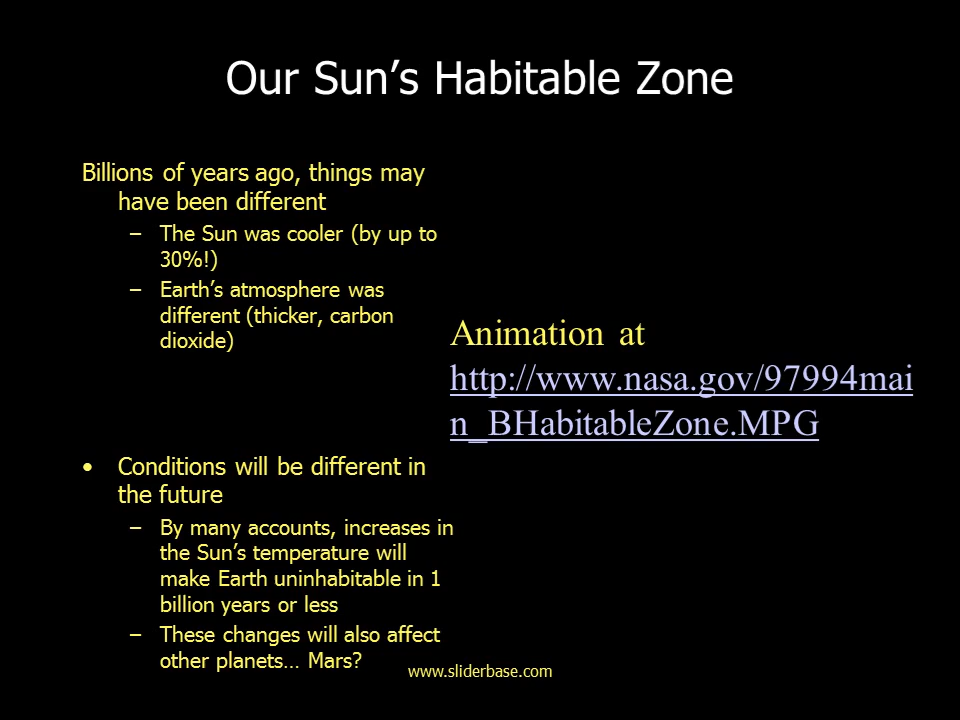 Our Sun’s Habitable Zone
Billions of years ago, things may
have been different
– The Sun was cooler (by up to
30%!)
– Earth’s atmosphere was
different (thicker, carbon
dioxide)
Animation at
http://www.nasa.gov/97994mai
n_BHabitableZone.MPG
• Conditions will be different in
the future
– By many accounts, increases in
the Sun’s temperature will
make Earth uninhabitable in 1
billion years or less
– These changes will also affect
other planets… Mars?
www.sliderbase.com